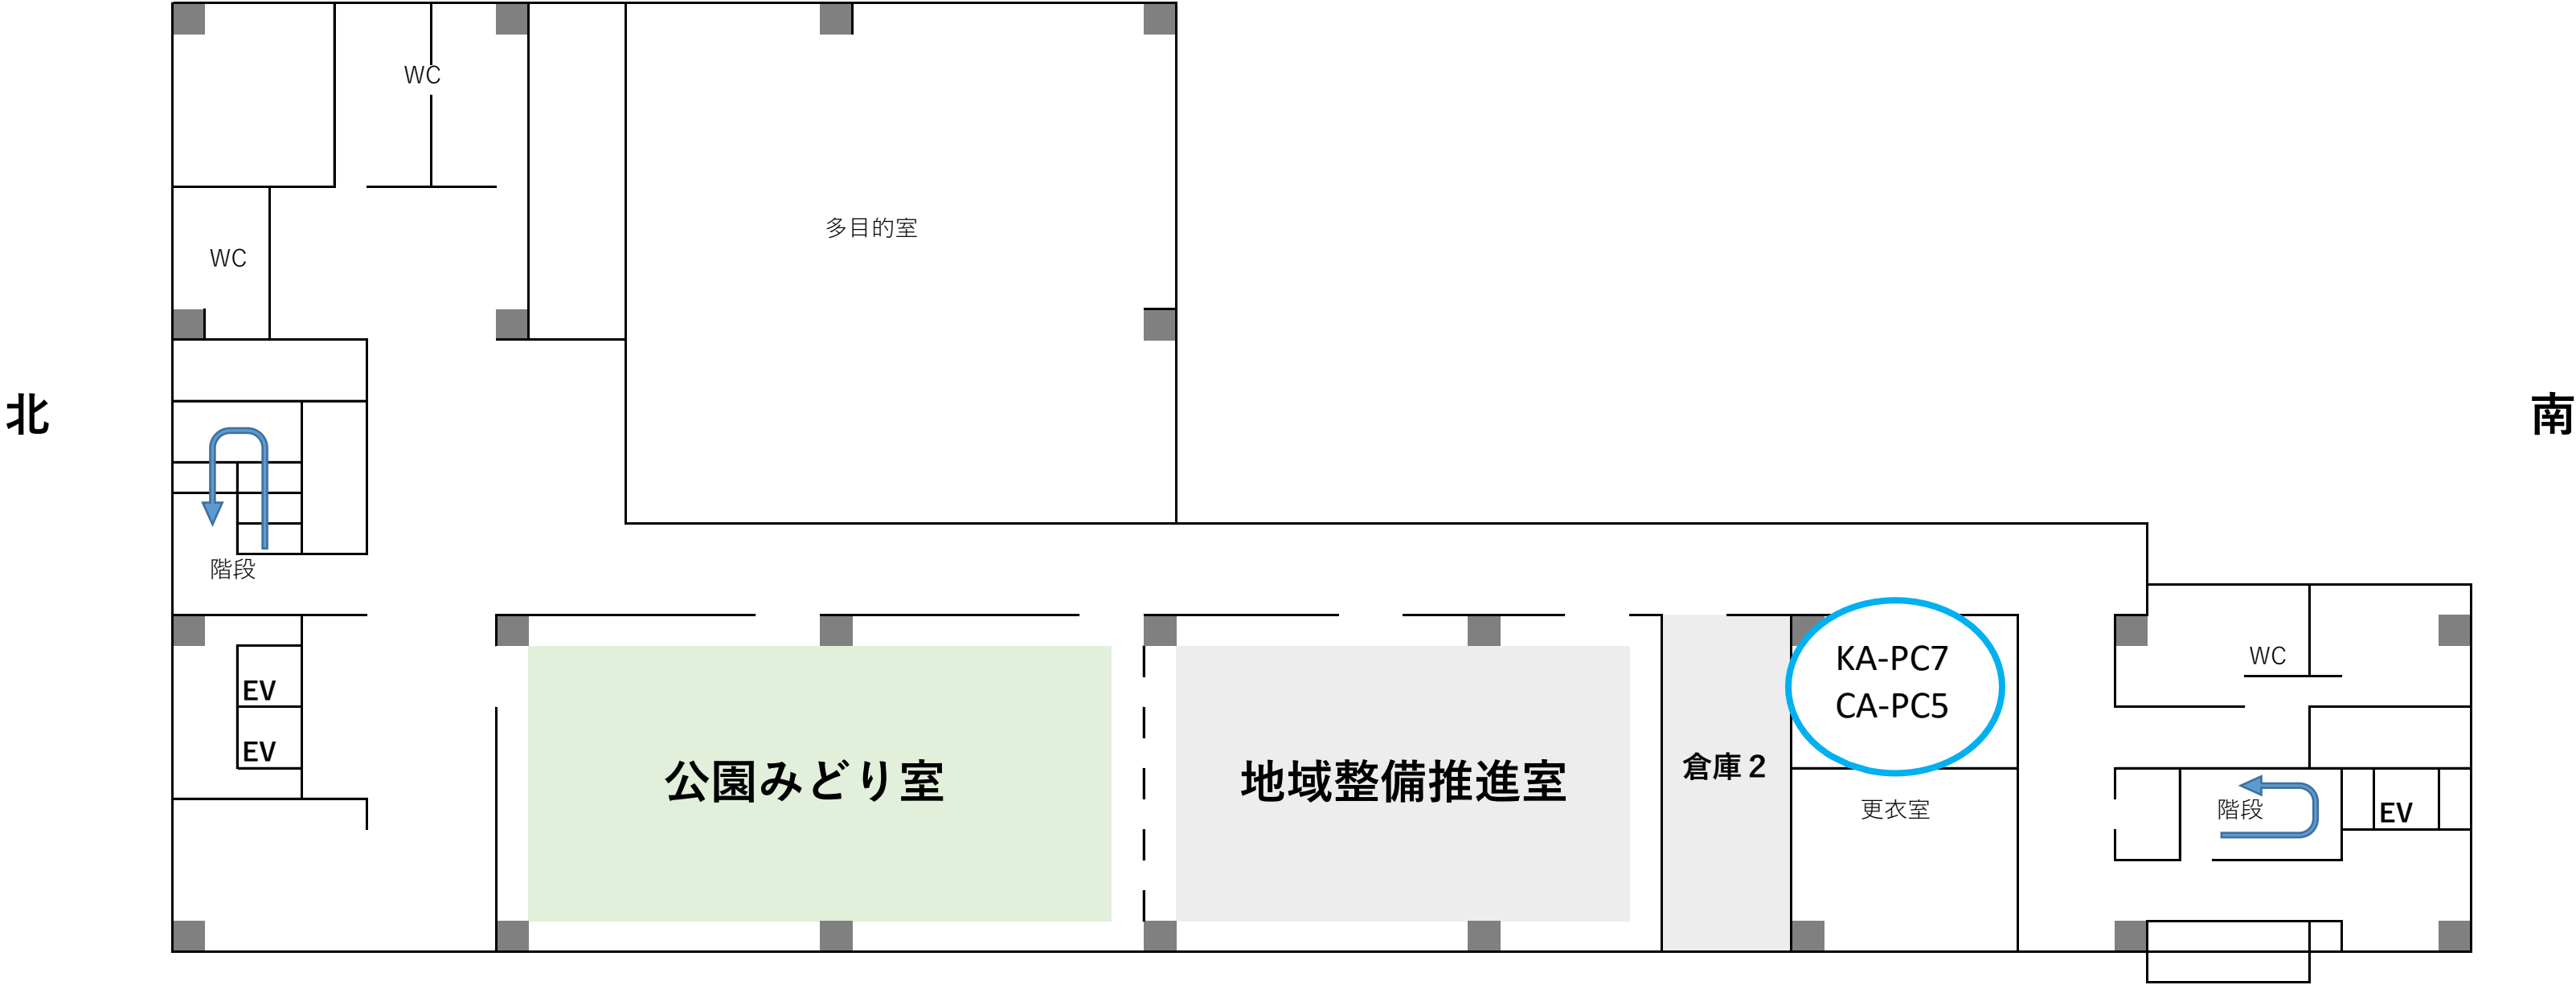 WC
WC
多目的室
北
南
階段
EV
EV
公園みどり室
地域整備推進室
倉庫２
KA-PC7
CA-PC5
更衣室
WC
階段
EV